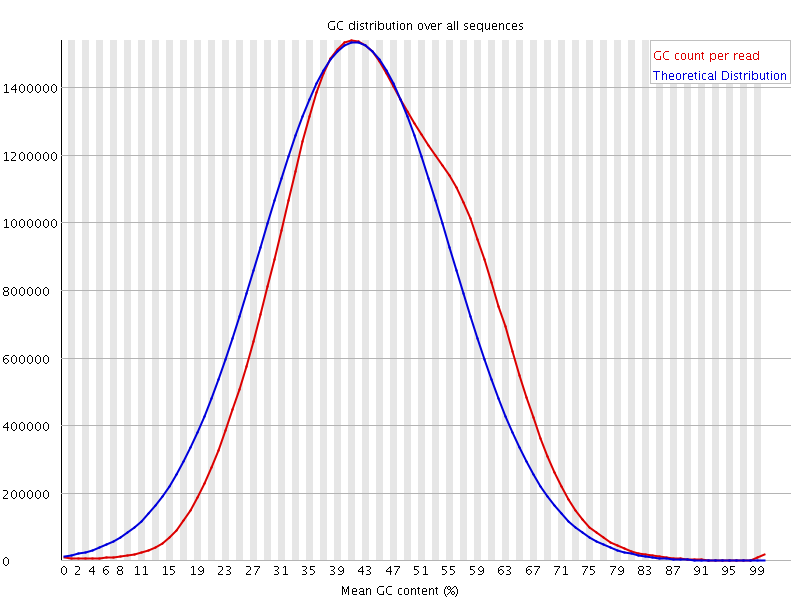 GC distribution over all sequences
GC count per read
Theoretical Distribution
1400000
1200000
1000000
800000
600000
400000
200000
0
0 2 4 6 8 11 15 19 23 27 31 35 39 43 47 51 55 59 63 67 71 75 79 83 87 91 95 99
Mean GC content (%)